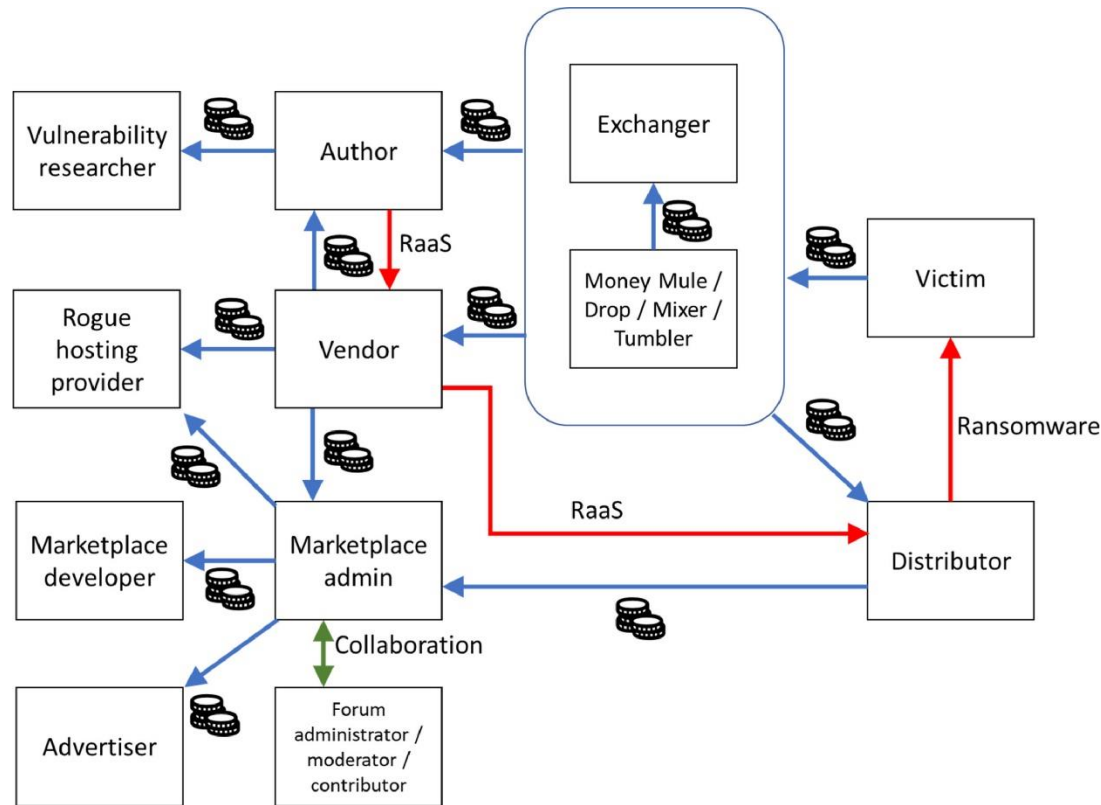 Vulnerability
researcher
Author
Exchanger
RaaS
Money Mule /
Drop / Mixer /
Tumbler
Victim
Rogue
hosting
provider
Vendor
Ransomware
RaaS
Marketplace
developer
Marketplace
admin
Distributor
Collaboration
Advertiser
Forum
administrator /
moderator /
contributor